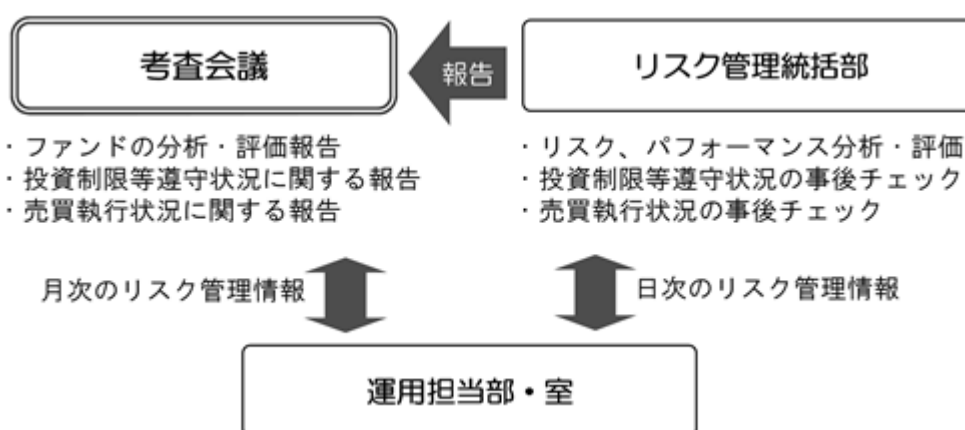 考査会議
報告
リスク管理統括部
・ファンドの分析・評価報告
・投資制限等遵守状況に関する報告
・売買執行状況に関する報告
・リスク、パフォーマンス分析・評価
・投資制限等遵守状況の事後チェック
・売買執行状況の事後チェック
月次のリスク管理情報
日次のリスク管理情報
運用担当部・室